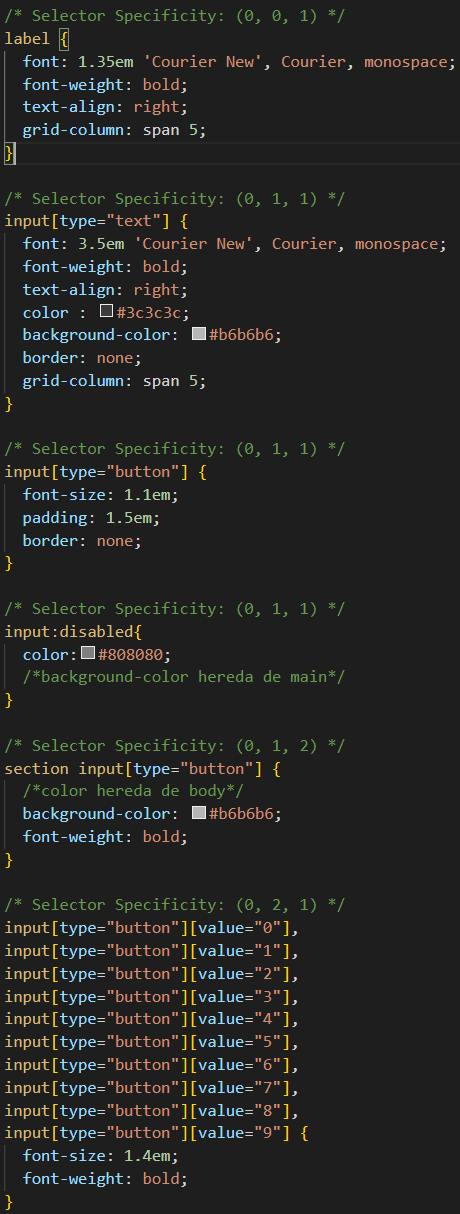 /* Selector Specificity: (0, 0, 1) */
label {
  font: 1.35em 'Courier New', Courier, monospace;
  font-weight: bold;
  text-align: right;
  grid-column: span 5;
}

/* Selector Specificity: (0, 1, 1) */
input[type="text"] {
  font: 3.5em 'Courier New', Courier, monospace;
  font-weight: bold;
  text-align: right;
  color : #3c3c3c;
  background-color: #b6b6b6;
  border: none;
  grid-column: span 5;
}

/* Selector Specificity: (0, 1, 1) */
input[type="button"] {
  font-size: 1.1em;
  padding: 1.5em;
  border: none;
}

/* Selector Specificity: (0, 1, 1) */
input:disabled{
  color:#808080;
  /*background-color hereda de main*/
}

/* Selector Specificity: (0, 1, 2) */
section input[type="button"] {
  /*color hereda de body*/
  background-color: #b6b6b6;
  font-weight: bold;
}

/* Selector Specificity: (0, 2, 1) */
input[type="button"][value="0"],
input[type="button"][value="1"],
input[type="button"][value="2"],
input[type="button"][value="3"],
input[type="button"][value="4"],
input[type="button"][value="5"],
input[type="button"][value="6"],
input[type="button"][value="7"],
input[type="button"][value="8"],
input[type="button"][value="9"] {
  font-size: 1.4em;
  font-weight: bold;
}